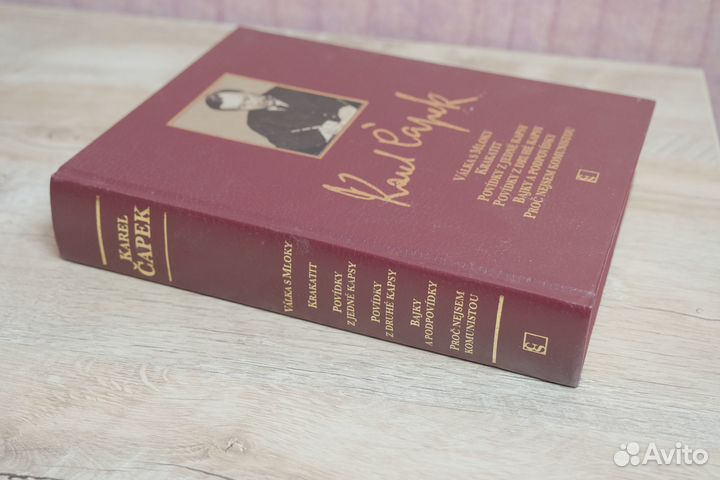 Karel Čapek
VÁLKA S MLOKY
KRAKATIT
POVÍDKY Z JEDNÉ KAPSY
POVÍDKY Z DRUHÉ KAPSY
BAJKY A PODPOVÍDKY
PROČ NEJSEM KOMUNISTOU
KAREL
ČAPEK
VÁLKA S MLOKY
KRAKATIT
POVÍDKY
Z JEDNÉ KAPSY
POVÍDKY
Z DRUHÉ KAPSY
BAJKY
A PODPOVÍDKY
PROČ NEJSEM
KOMUNISTOU
Avito